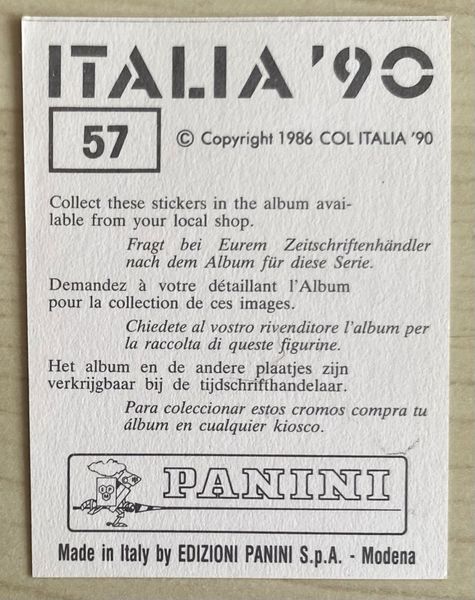 ITALIA '90
57
© Copyright 1986 COL ITALIA '90
Collect these stickers in the album avai-
lable from your local shop.
Fragt bei Eurem Zeitschriftenhändler
nach dem Album für diese Serie.
Demandez à votre détaillant l'Album
pour la collection de ces images.
Chiedete al vostro rivenditore l'album per
la raccolta di queste figurine.
Het album en de andere plaatjes zijn
verkrijgbaar bij de tijdschrifthandelaar.
Para coleccionar estos cromos compra tu
álbum en cualquier kiosco.
PANINI
Made in Italy by EDIZIONI PANINI S.p.A. - Modena